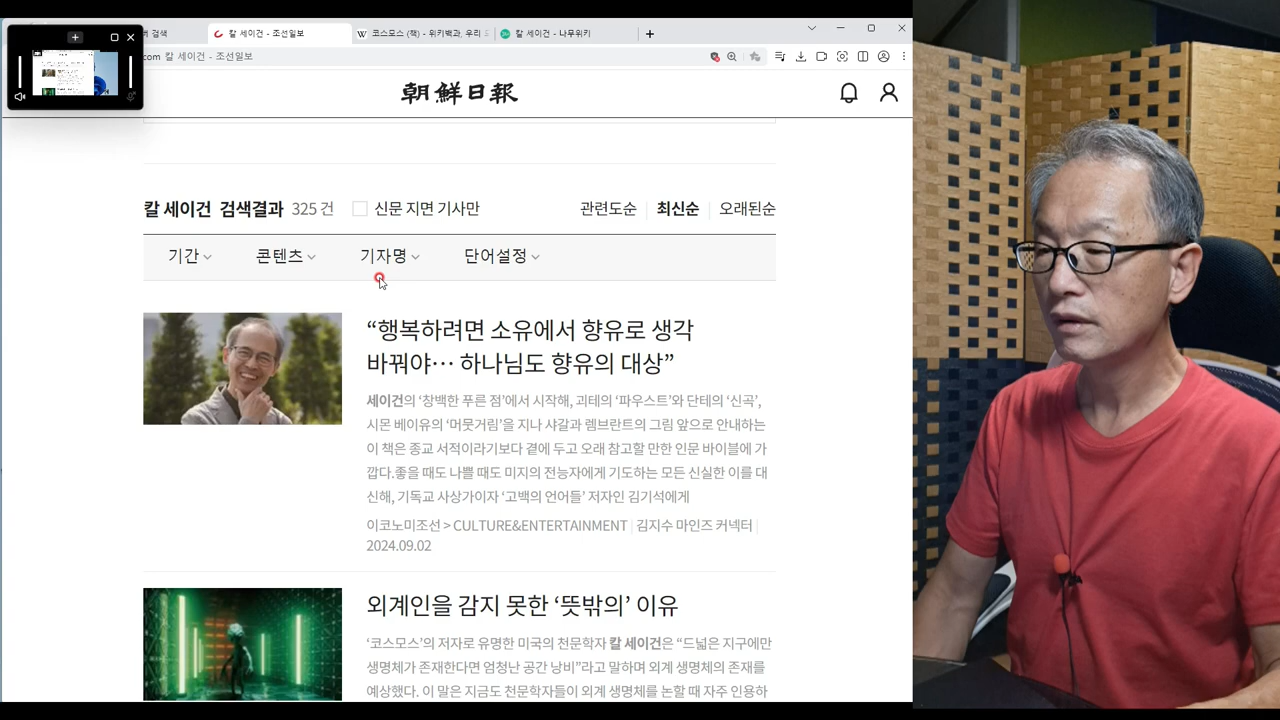 검색
칼 세이건 - 조선일보
코스모스 (책) - 위키백과, 우리 모
칼 세이건 - 나무위키
com 칼 세이건 - 조선일보
朝鮮日報
칼 세이건 검색결과 325 건
신문 지면 기사만
관련도순
최신순
오래된순
기간
콘텐츠
기자명
단어설정
“행복하려면 소유에서 향유로 생각
바꿔야… 하나님도 향유의 대상”
세이건의 ‘창백한 푸른 점’에서 시작해, 괴테의 ‘파우스트’와 단테의 ‘신곡’,
시몬 베이유의 ‘머뭇거림’을 지나 샤갈과 렘브란트의 그림 앞으로 안내하는
이 책은 종교 서적이라기보다 곁에 두고 오래 참고할 만한 인문 바이블에 가
깝다.좋을 때도 나쁠 때도 미지의 전능자에게 기도하는 모든 신실한 이를 대
신해, 기독교 사상가이자 ‘고백의 언어들’ 저자인 김기석에게
이코노미조선 > CULTURE&ENTERTAINMENT | 김지수 마인즈 커넥터 |
2024.09.02
외계인을 감지 못한 ‘뜻밖의’ 이유
‘코스모스’의 저자로 유명한 미국의 천문학자 칼 세이건은 “드넓은 지구에만
생명체가 존재한다면 엄청난 공간 낭비”라고 말하며 외계 생명체의 존재를
예상했다. 이 말은 지금도 천문학자들이 외계 생명체를 논할 때 자주 인용하